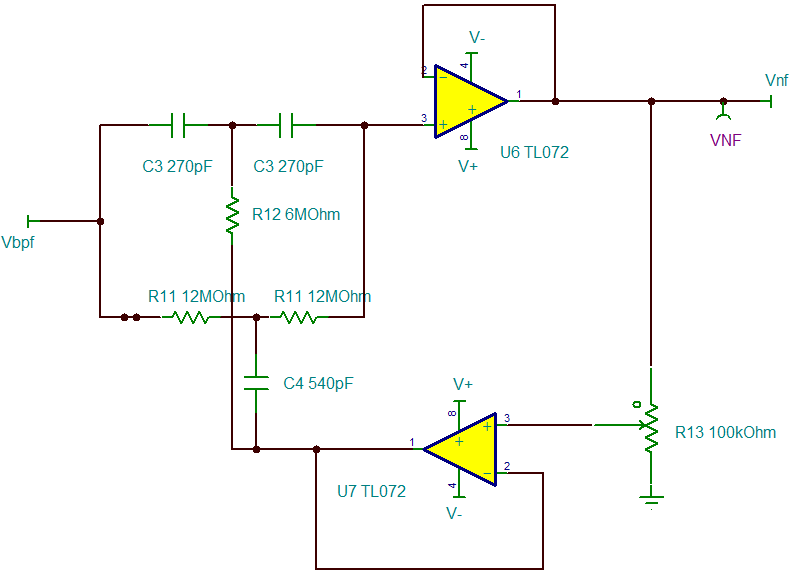 V-
4
2
−
1
Vnf
3
+
+
8
V+
U6 TL072
VNF
C3 270pF
C3 270pF
R12 6MOhm
Vbpf
R11 12MOhm
R11 12MOhm
C4 540pF
V+
8
3
+
+
1
−
2
4
V-
U7 TL072
R13 100kOhm